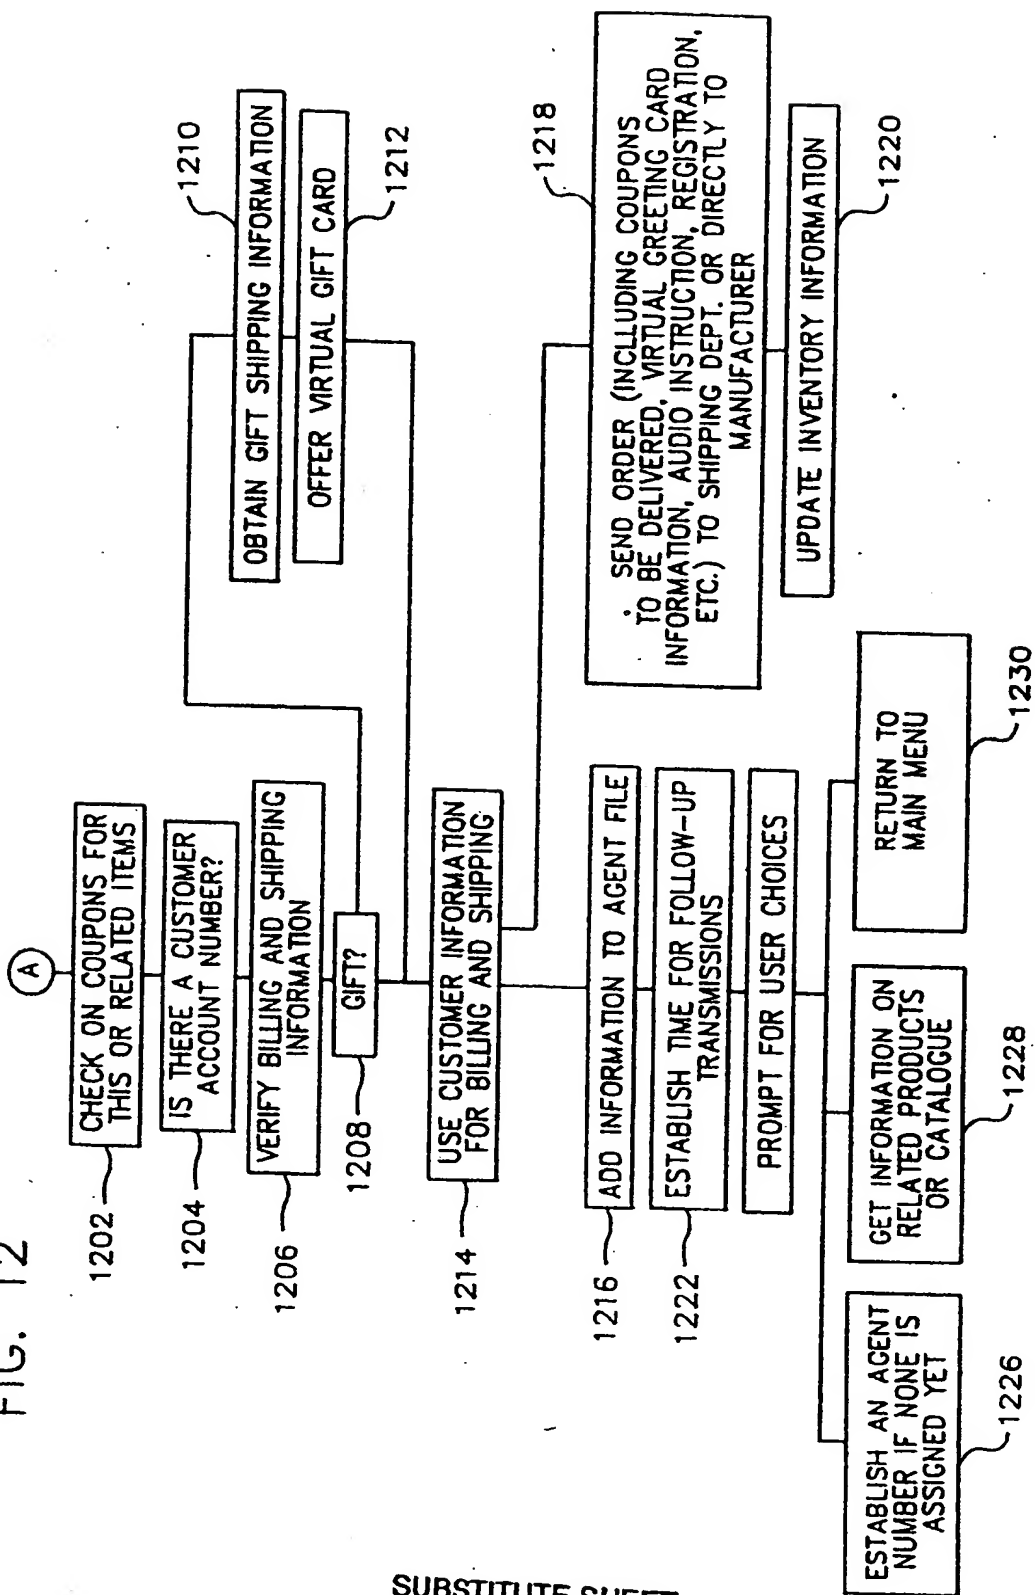 FIG. 12
A
CHECK ON COUPONS FOR
THIS OR RELATED ITEMS
1202
IS THERE A CUSTOMER
ACCOUNT NUMBER?
1204
VERIFY BILLING AND SHIPPING
INFORMATION
1206
GIFT?
1208
OBTAIN GIFT SHIPPING INFORMATION
1210
OFFER VIRTUAL GIFT CARD
1212
USE CUSTOMER INFORMATION
FOR BILLING AND SHIPPING
1214
SEND ORDER (INCLUDING COUPONS
TO BE DELIVERED, VIRTUAL GREETING CARD
INFORMATION, AUDIO INSTRUCTION, REGISTRATION,
ETC.) TO SHIPPING DEPT. OR DIRECTLY TO
MANUFACTURER
1218
UPDATE INVENTORY INFORMATION
1220
ADD INFORMATION TO AGENT FILE
1216
ESTABLISH TIME FOR FOLLOW-UP
TRANSMISSIONS
1222
PROMPT FOR USER CHOICES
ESTABLISH AN AGENT
NUMBER IF NONE IS
ASSIGNED YET
1226
GET INFORMATION ON
RELATED PRODUCTS
OR CATALOGUE
1228
RETURN TO
MAIN MENU
1230
SUBSTITUTE SHEET